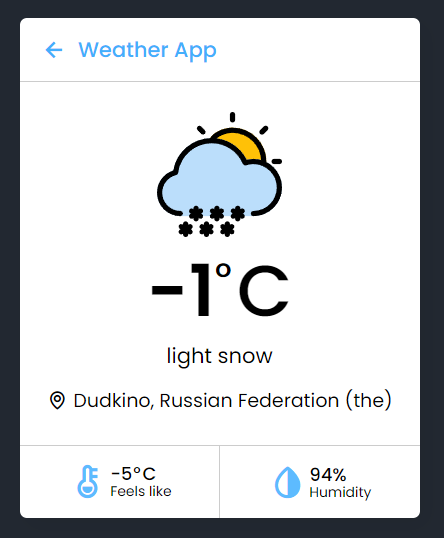 Weather App
-1°C
light snow
Dudkino, Russian Federation (the)
-5°C
Feels like
94%
Humidity